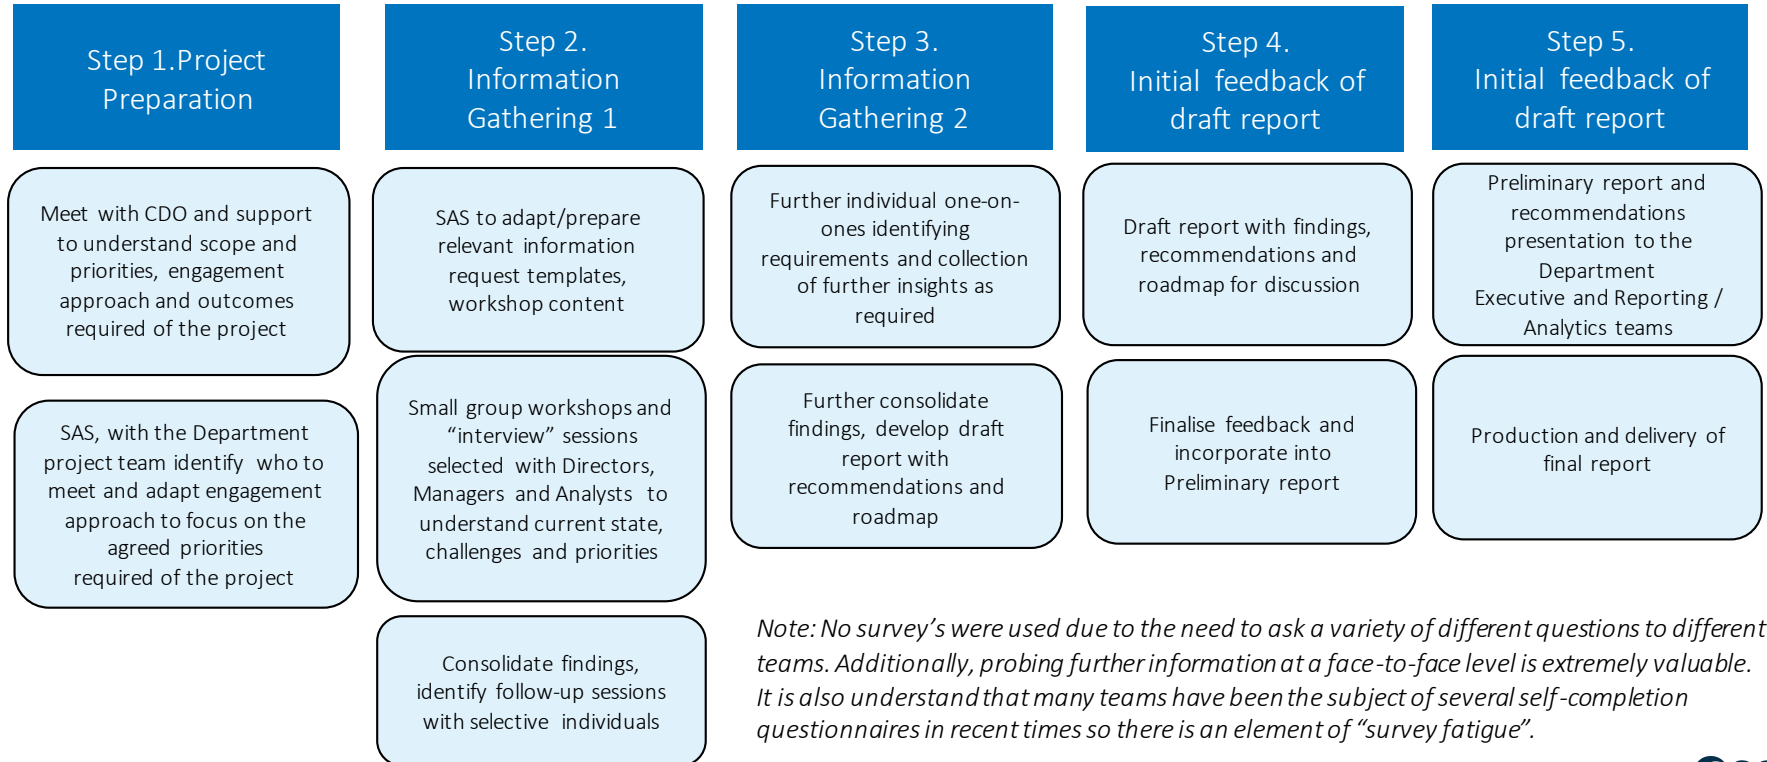 Step 1.Project
Preparation
Meet with CDO and support
to understand scope and
priorities, engagement
approach and outcomes
required of the project
SAS, with the Department
project team identify who to
meet and adapt engagement
approach to focus on the
agreed priorities
required of the project
Step 2.
Information
Gathering 1
SAS to adapt/prepare
relevant information
request templates,
workshop content
Small group workshops and
“interview” sessions
selected with Directors,
Managers and Analysts to
understand current state,
challenges and priorities
Consolidate findings,
identify follow-up sessions
with selective individuals
Step 3.
Information
Gathering 2
Further individual one-on-
ones identifying
requirements and collection
of further insights as
required
Further consolidate
findings, develop draft
report with
recommendations and
roadmap
Step 4.
Initial feedback of
draft report
Draft report with findings,
recommendations and
roadmap for discussion
Finalise feedback and
incorporate into
Preliminary report
Step 5.
Initial feedback of
draft report
Preliminary report and
recommendations
presentation to the
Department
Executive and Reporting /
Analytics teams
Production and delivery of
final report
Note: No survey’s were used due to the need to ask a variety of different questions to different
teams. Additionally, probing further information at a face-to-face level is extremely valuable.
It is also understand that many teams have been the subject of several self-completion
questionnaires in recent times so there is an element of “survey fatigue”.